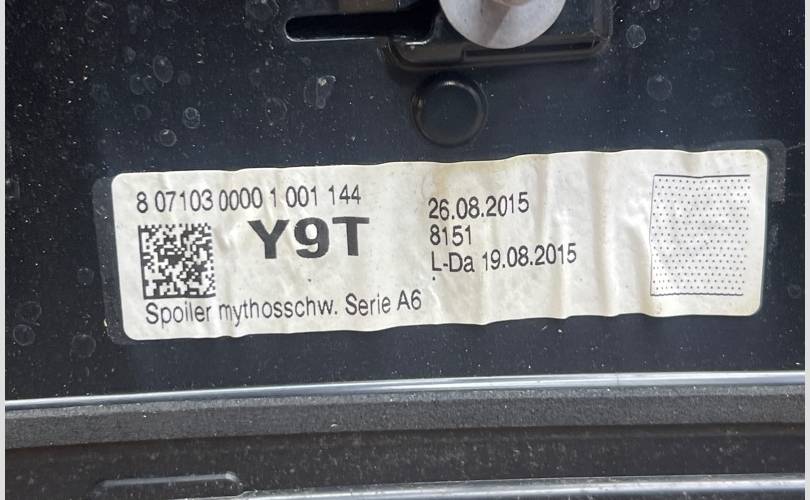 8 07103 0000 1 001 144
Y9T
Spoiler mythosschw. Serie A6
26.08.2015
8151
L-Da 19.08.2015